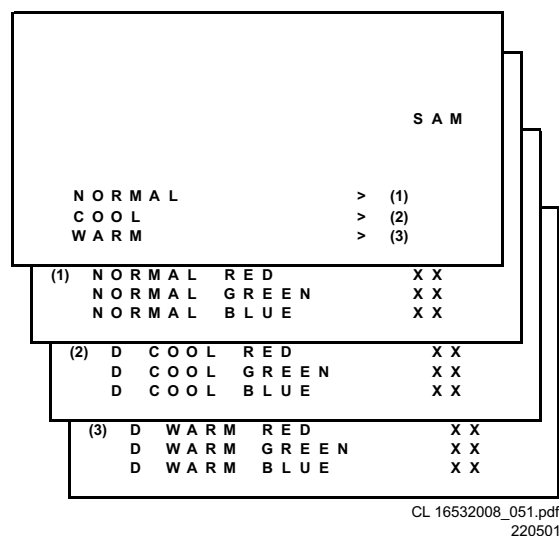 SAM
NORMAL > (1)
COOL > (2)
WARM > (3)
(1) NORMAL RED XX
NORMAL GREEN XX
NORMAL BLUE XX
(2) D COOL RED XX
D COOL GREEN XX
D COOL BLUE XX
(3) D WARM RED XX
D WARM GREEN XX
D WARM BLUE XX
CL 16532008_051.pdf
220501